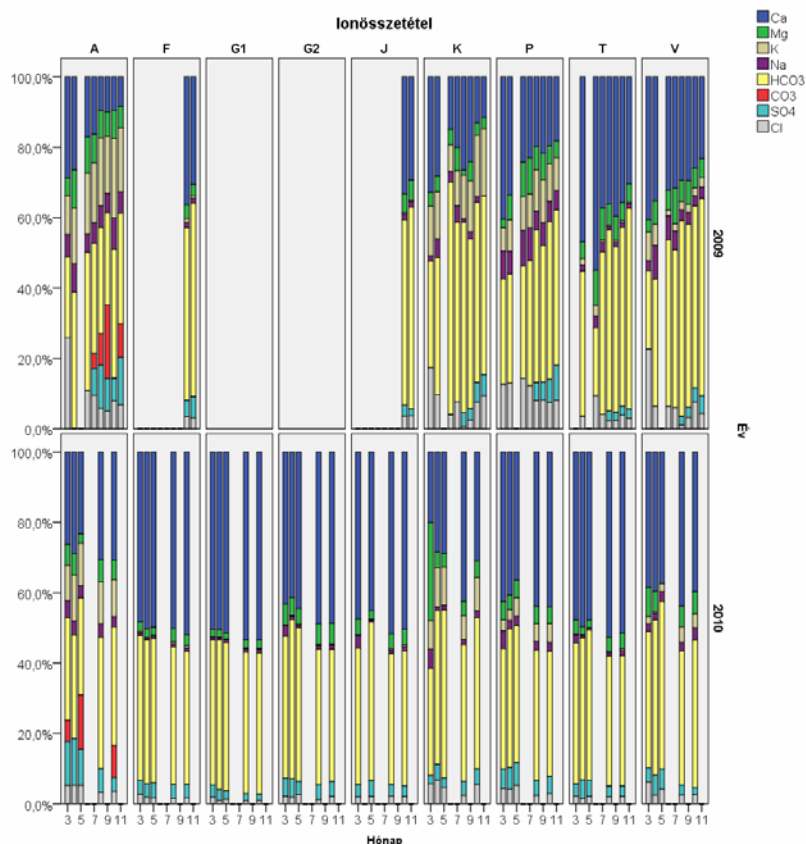 Ionösszetétel
A F G1 G2 J K P T V
Ca
Mg
K
Na
HCO3
CO3
SO4
Cl
100,0%
80,0%
60,0%
40,0%
20,0%
0,0%
2009
Év
100,0%
80,0%
60,0%
40,0%
20,0%
0,0%
2010
3 5 7 9 11 3 5 7 9 11 3 5 7 9 11 3 5 7 9 11 3 5 7 9 11 3 5 7 9 11 3 5 7 9 11 3 5 7 9 11 3 5 7 9 11
Hónap